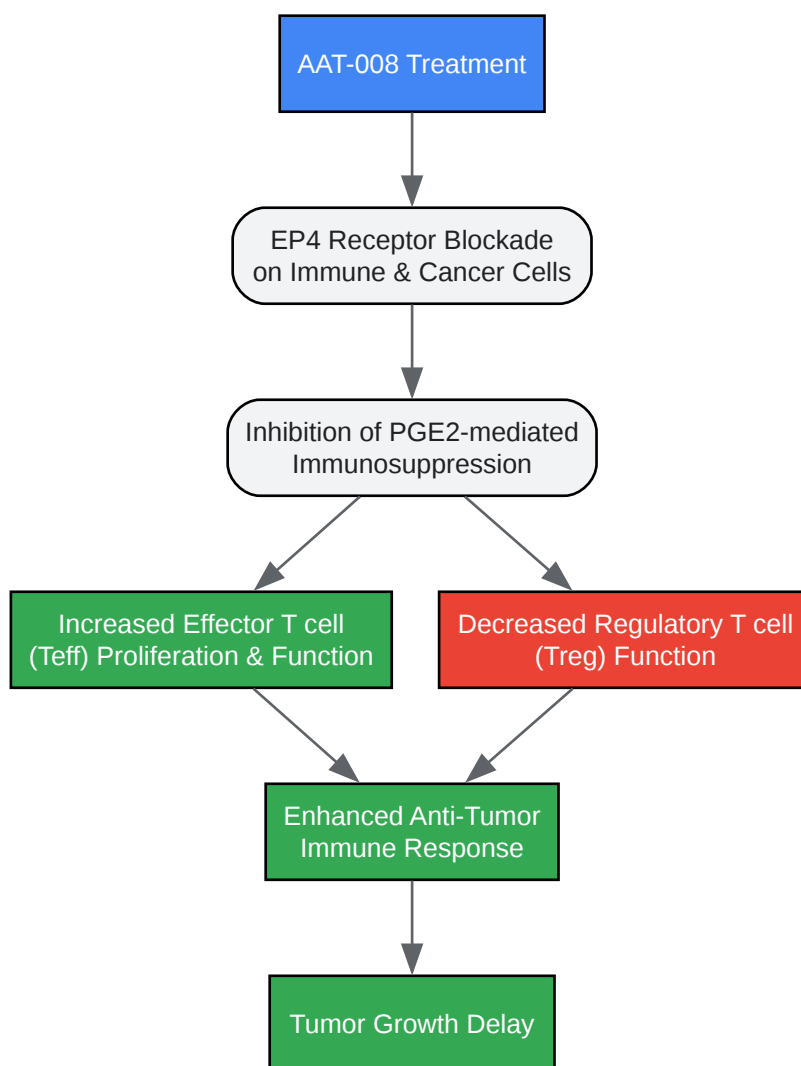 AAT-008 Treatment
EP4 Receptor Blockade
on Immune & Cancer Cells
Inhibition of PGE2-mediated
Immunosuppression
Increased Effector T cell
(Teff) Proliferation & Function
Decreased Regulatory T cell
(Treg) Function
Enhanced Anti-Tumor
Immune Response
Tumor Growth Delay